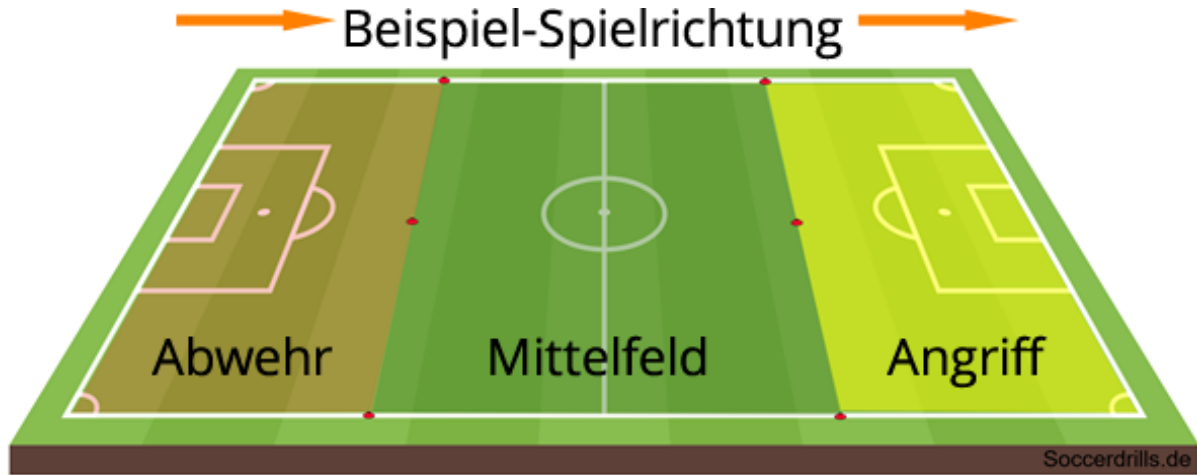 Beispiel-Spielrichtung
Abwehr
Mittelfeld
Angriff
Soccerdrills.de